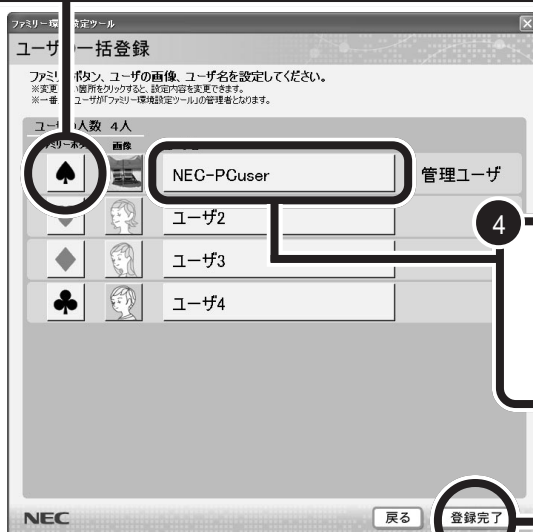 ファミリー環境設定ツール
ユーザの一括登録
ファミリーボタン、ユーザの画像、ユーザ名を設定してください。
※変更 箇所をクリックすると、設定内容を変更できます。
※一番 ユーザが「ファミリー環境設定ツール」の管理者となります。
ユーザの人数 4人
画像
NEC-PCuser 管理ユーザ
ユーザ2
4
ユーザ3
ユーザ4
NEC 戻る 登録完了